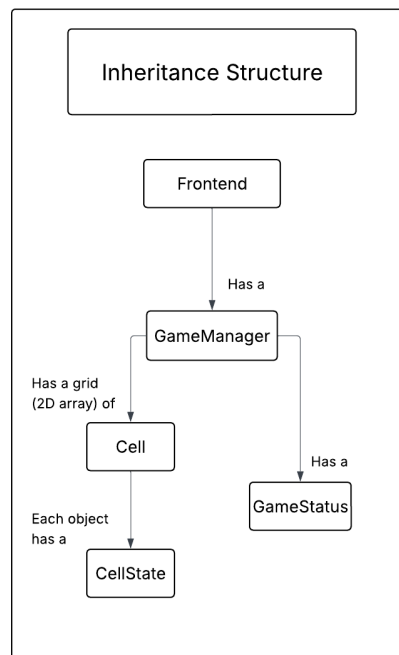 Inheritance Structure
Frontend
Has a
GameManager
Has a grid
(2D array) of
Cell
Has a
GameStatus
Each object
has a
CellState